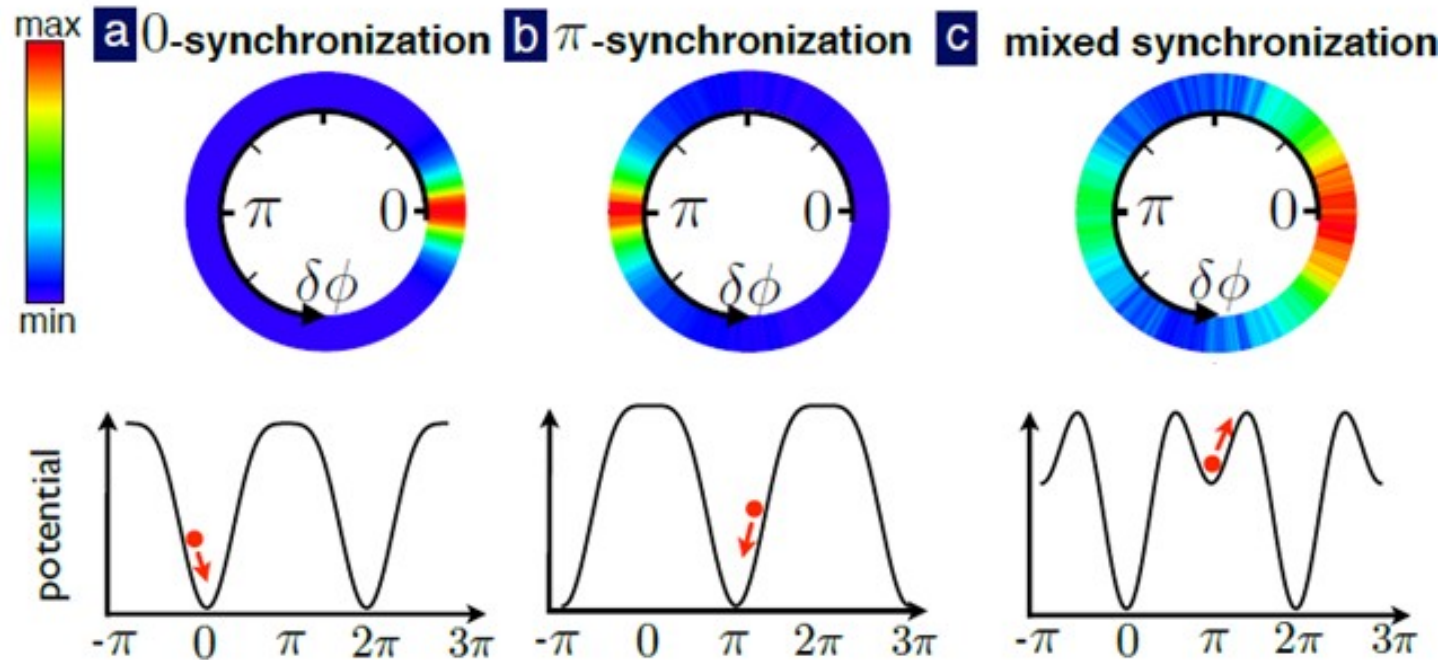 max
a 0-synchronization
b π-synchronization
c mixed synchronization
min
π 0
δϕ
π 0
δϕ
π 0
δϕ
potential
-π 0 π 2π 3π
-π 0 π 2π 3π
-π 0 π 2π 3π